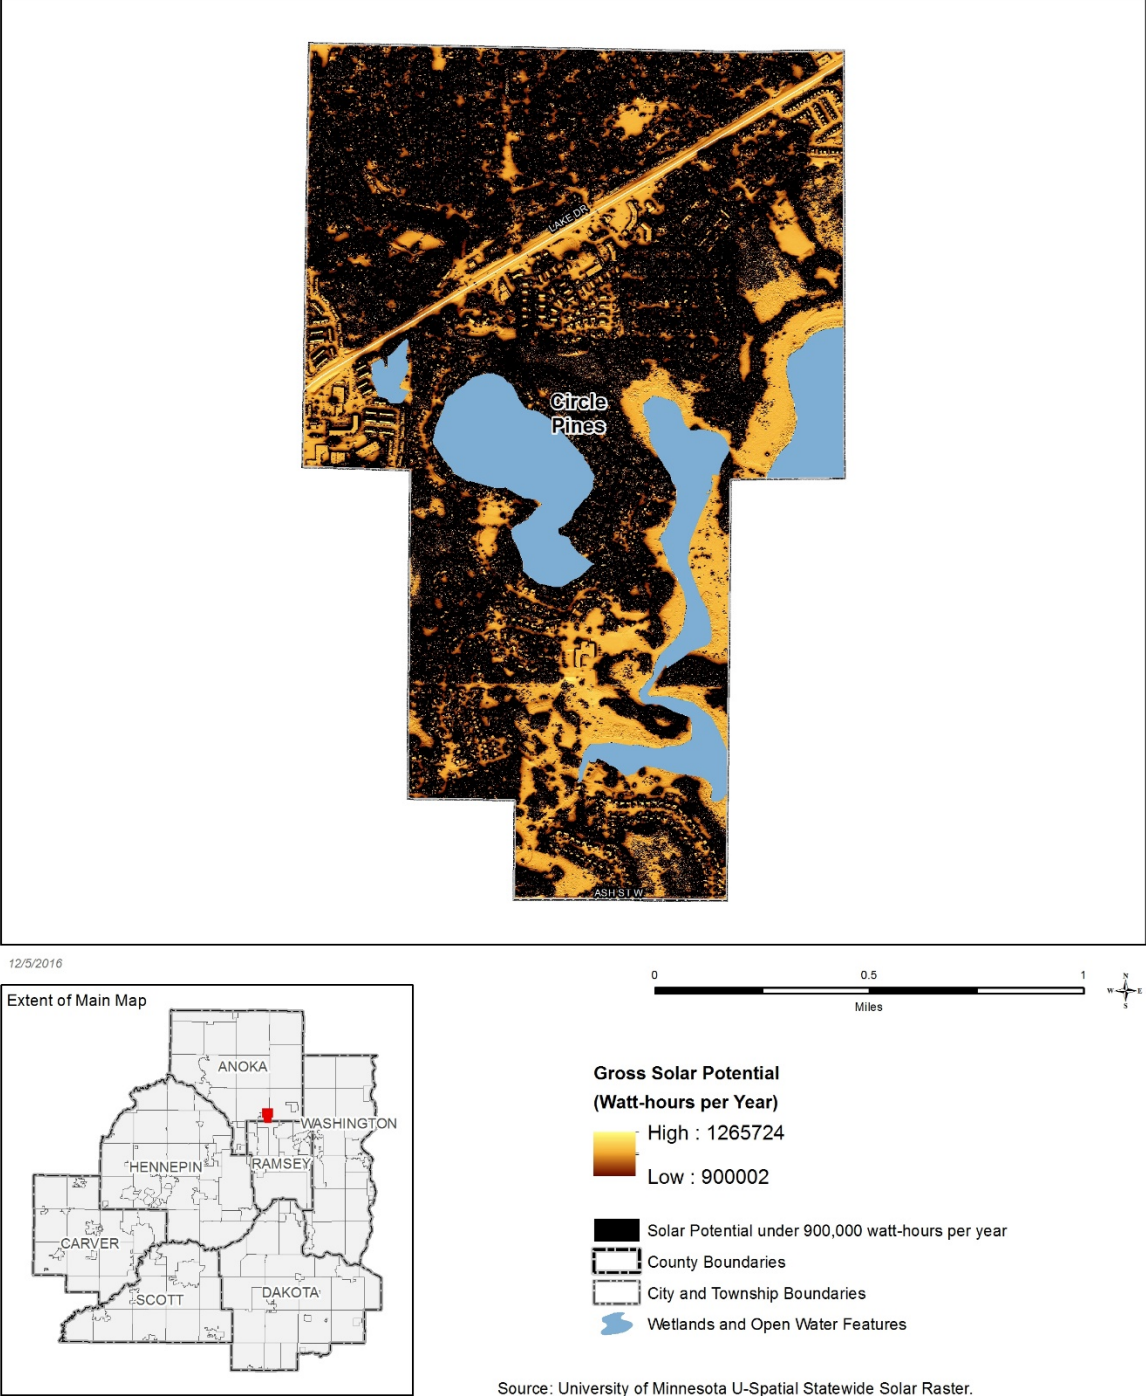 LAKE DR
Circle
Pines
ASH ST W
12/5/2016
0 0.5 1
Miles
N
W E
S
Extent of Main Map
ANOKA
WASHINGTON
HENNEPIN
RAMSEY
CARVER
SCOTT
DAKOTA
Gross Solar Potential
(Watt-hours per Year)
High : 1265724
Low : 900002
Solar Potential under 900,000 watt-hours per year
County Boundaries
City and Township Boundaries
Wetlands and Open Water Features
Source: University of Minnesota U-Spatial Statewide Solar Raster.